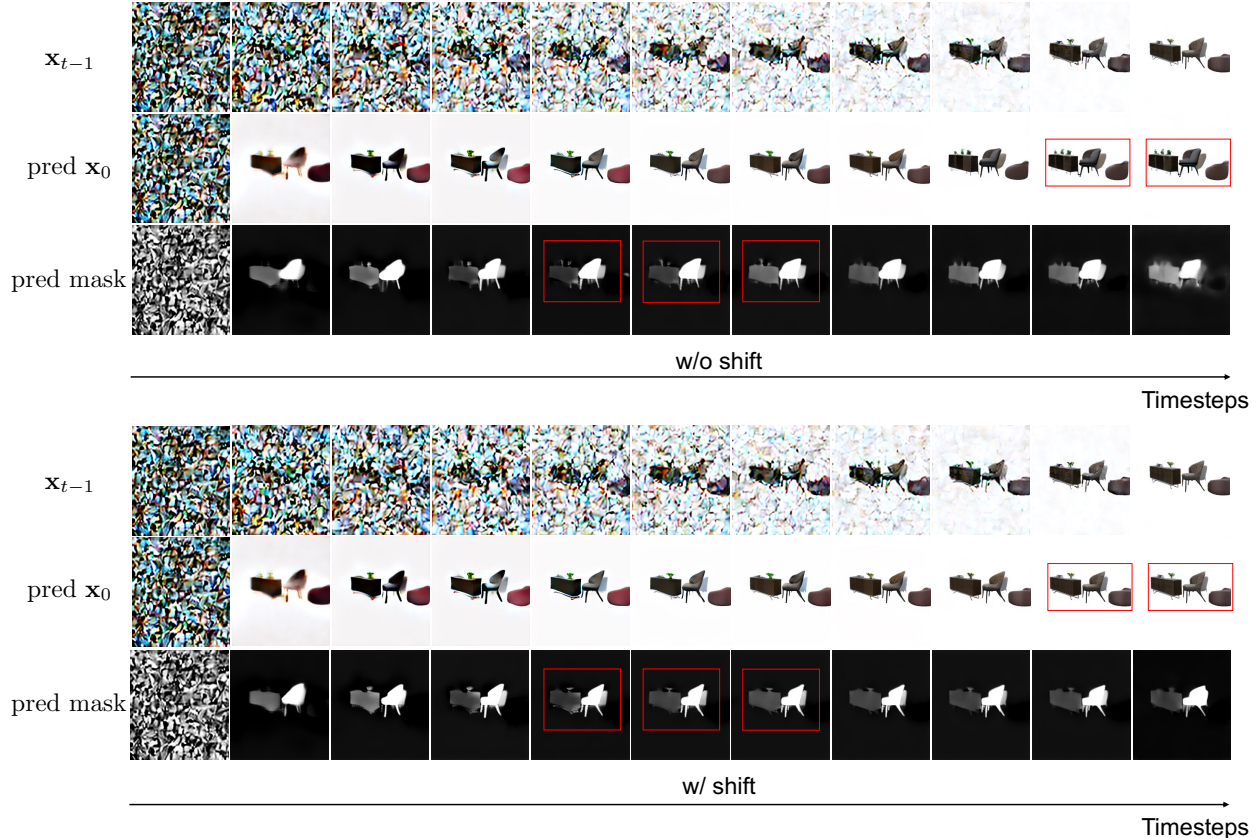 x_{t−1}
pred x_0
pred mask
w/o shift
Timesteps
x_{t−1}
pred x_0
pred mask
w/ shift
Timesteps